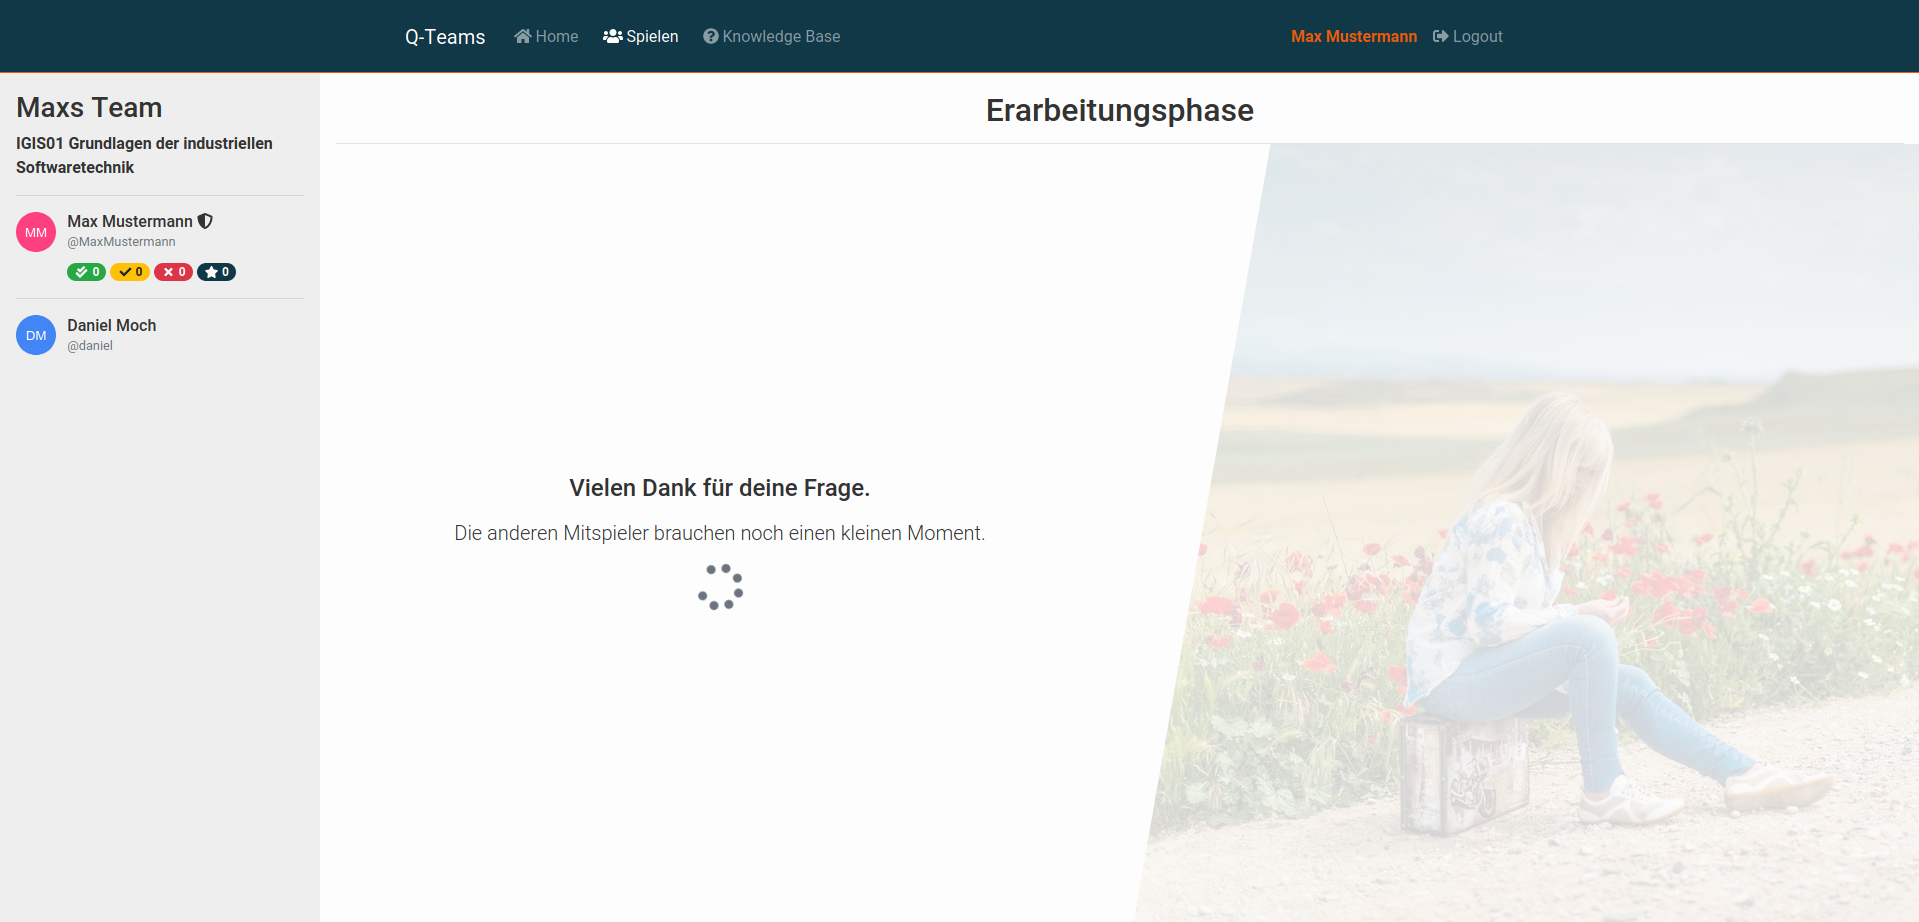 Q-Teams Home Spielen Knowledge Base Max Mustermann Logout
Maxs Team
IGIS01 Grundlagen der industriellen
Softwaretechnik
MM Max Mustermann
@MaxMustermann
0 0 0 0
DM Daniel Moch
@daniel
Erarbeitungsphase
Vielen Dank für deine Frage.
Die anderen Mitspieler brauchen noch einen kleinen Moment.